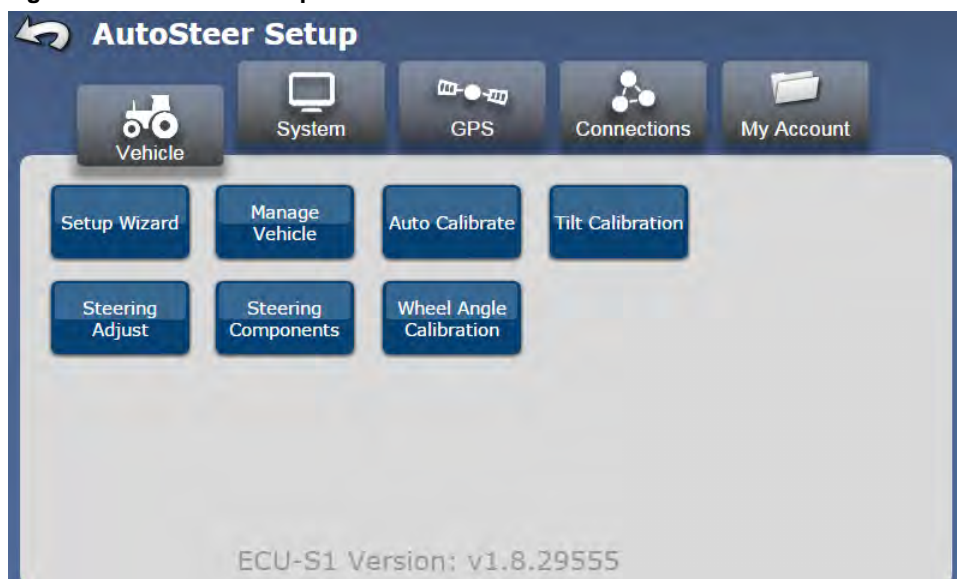 AutoSteer Setup
Vehicle
System
GPS
Connections
My Account
Setup Wizard
Manage
Vehicle
Auto Calibrate
Tilt Calibration
Steering
Adjust
Steering
Components
Wheel Angle
Calibration
ECU-S1 Version: v1.8.29555